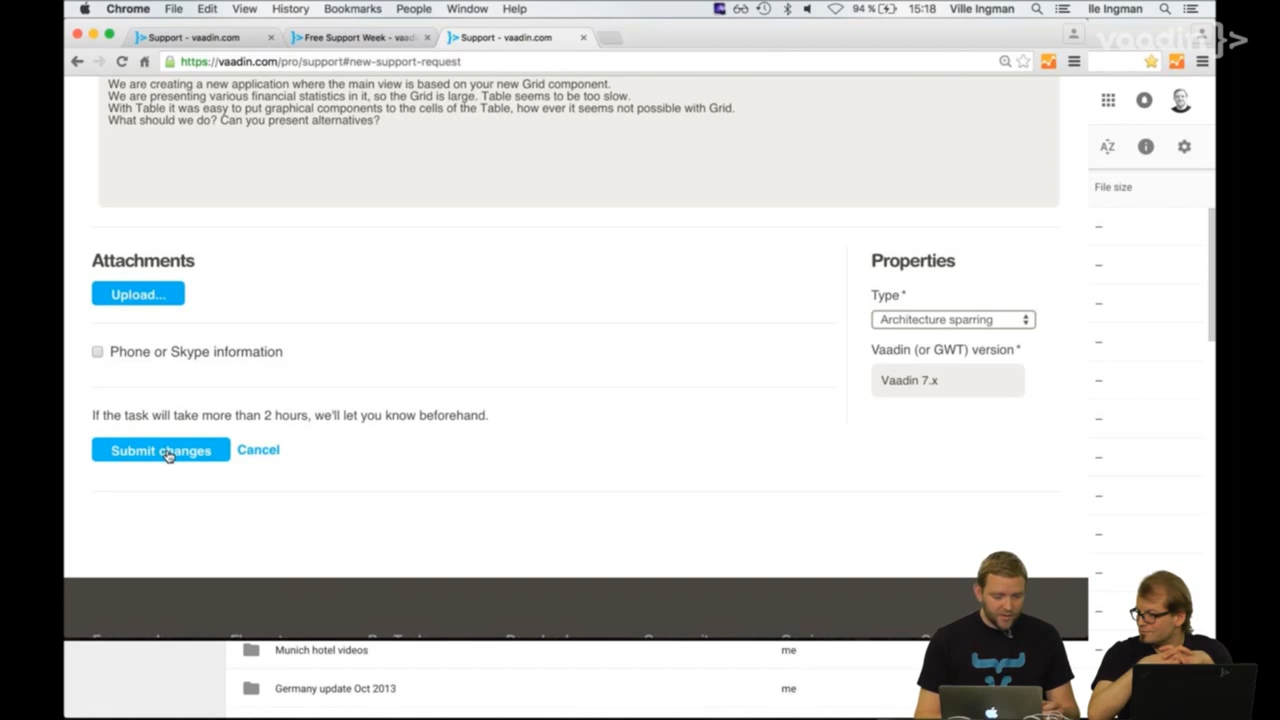 Chrome File Edit View History Bookmarks People Window Help 94 % 15:18 Ville Ingman lle Ingman
Support - vaadin.com Free Support Week - vaadi Support - vaadin.com
vaadin}>
https://vaadin.com/pro/support#new-support-request
We are creating a new application where the main view is based on your new Grid component.
We are presenting various financial statistics in it, so the Grid is large. Table seems to be too slow.
With Table it was easy to put graphical components to the cells of the Table, how ever it seems not possible with Grid.
What should we do? Can you present alternatives?
AZ
File size
Attachments
Upload...
Properties
Type *
Architecture sparring
Vaadin (or GWT) version *
Vaadin 7.x
Phone or Skype information
If the task will take more than 2 hours, we'll let you know beforehand.
Submit changes Cancel
Munich hotel videos me
Germany update Oct 2013 me